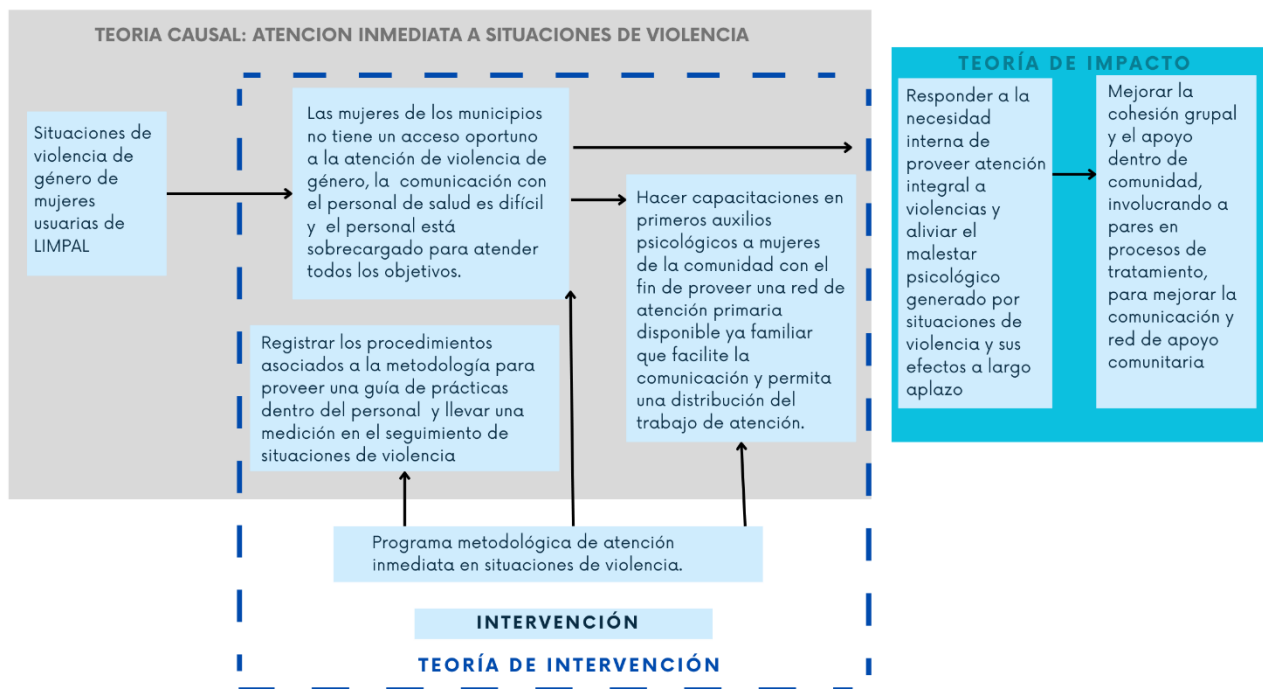 TEORIA CAUSAL: ATENCION INMEDIATA A SITUACIONES DE VIOLENCIA
Situaciones de
violencia de
género de
mujeres
usuarias de
LIMPAL
Las mujeres de los municipios
no tiene un acceso oportuno
a la atención de violencia de
género, la comunicación con
el personal de salud es difícil
y el personal está
sobrecargado para atender
todos los objetivos.
Registrar los procedimientos
asociados a la metodología para
proveer una guía de prácticas
dentro del personal y llevar una
medición en el seguimiento de
situaciones de violencia
Hacer capacitaciones en
primeros auxilios
psicológicos a mujeres
de la comunidad con el
fin de proveer una red de
atención primaria
disponible ya familiar
que facilite la
comunicación y permita
una distribución del
trabajo de atención.
Programa metodológica de atención
inmediata en situaciones de violencia.
INTERVENCIÓN
TEORÍA DE INTERVENCIÓN
TEORÍA DE IMPACTO
Responder a la
necesidad
interna de
proveer atención
integral a
violencias y
aliviar el
malestar
psicológico
generado por
situaciones de
violencia y sus
efectos a largo
aplazo
Mejorar la
cohesión grupal
y el apoyo
dentro de
comunidad,
involucrando a
pares en
procesos de
tratamiento,
para mejorar la
comunicación y
red de apoyo
comunitaria